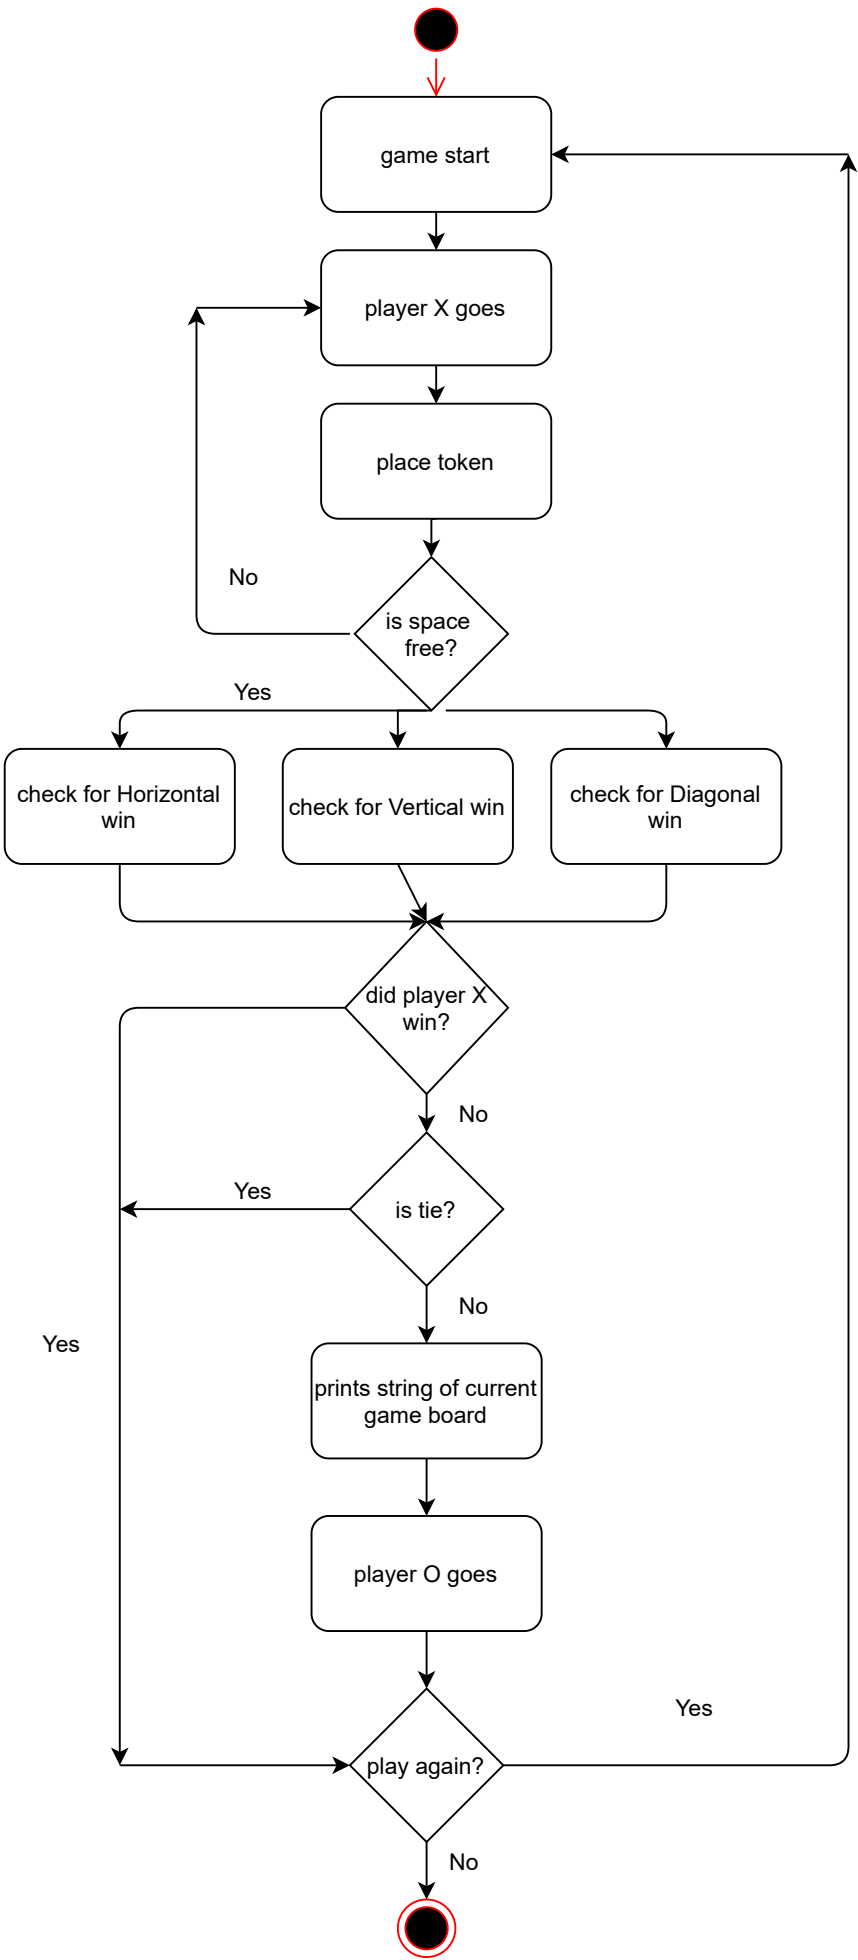 game start
player X goes
place token
No
is space
free?
Yes
check for Horizontal
win
check for Vertical win
check for Diagonal
win
did player X
win?
No
Yes
is tie?
No
Yes
prints string of current
game board
player O goes
Yes
play again?
No